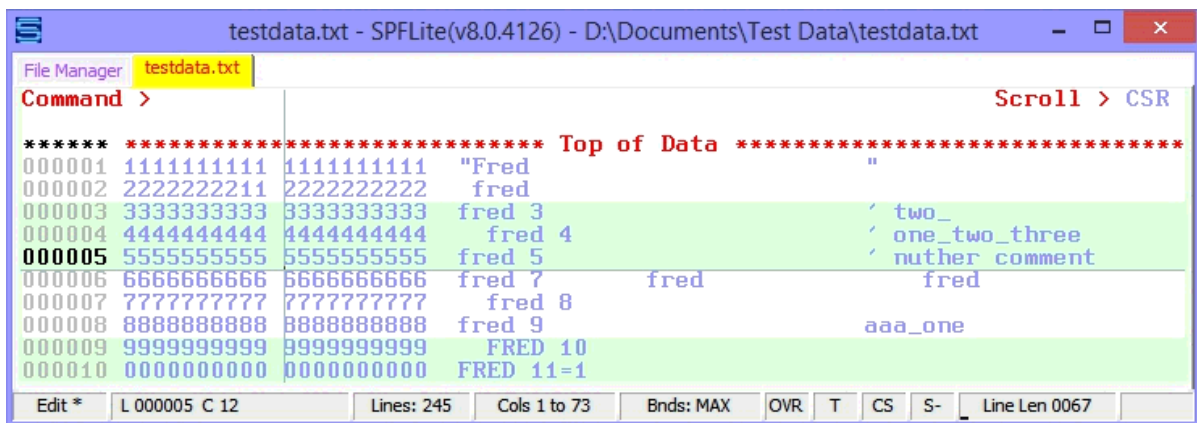 testdata.txt - SPFLite(v8.0.4126) - D:\Documents\Test Data\testdata.txt
File Manager testdata.txt
Command > Scroll > CSR
****** ***************************** Top of Data *******************************
000001 1111111111 1111111111 "Fred "
000002 2222222211 2222222222 fred
000003 3333333333 3333333333 fred 3 ' two_
000004 4444444444 4444444444 fred 4 ' one_two_three
000005 5555555555 5555555555 fred 5 ' nuther comment
000006 6666666666 6666666666 fred 7 fred fred
000007 7777777777 7777777777 fred 8
000008 8888888888 8888888888 fred 9 aaa_one
000009 9999999999 9999999999 FRED 10
000010 0000000000 0000000000 FRED 11=1
Edit * L 000005 C 12 Lines: 245 Cols 1 to 73 Bnds: MAX OVR T CS S- Line Len 0067